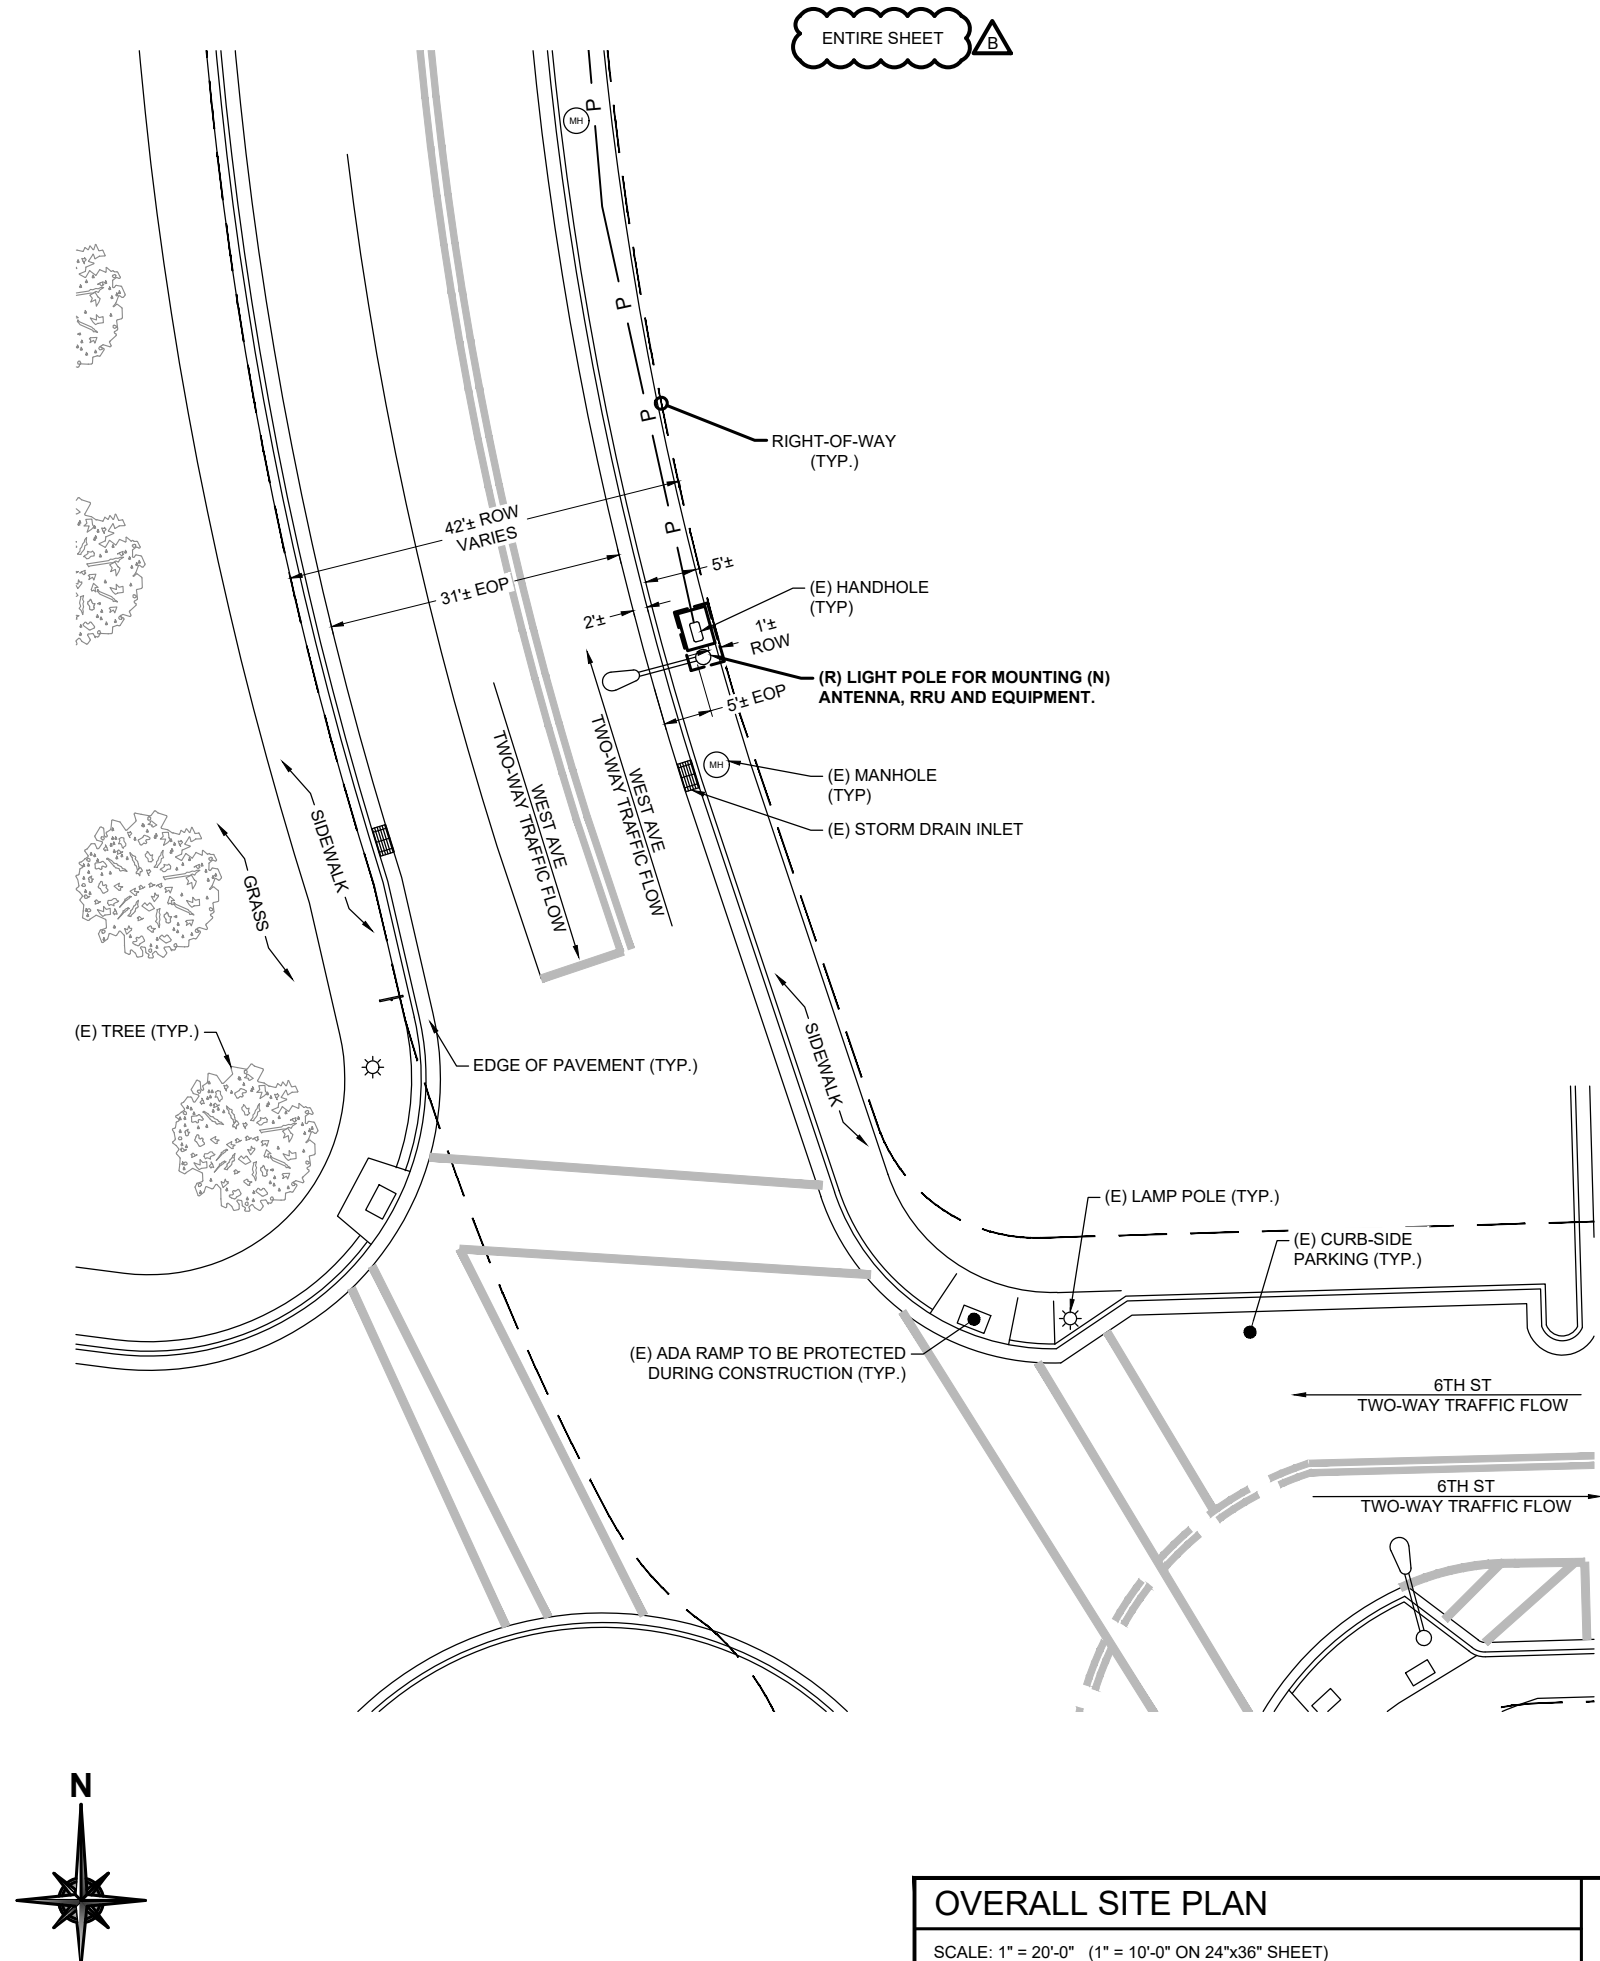 ENTIRE SHEET
B
P
MH
P
P
RIGHT-OF-WAY
(TYP.)
42'± ROW
VARIES
P
31'± EOP
5'±
(E) HANDHOLE
(TYP)
2'±
1'±
ROW
(R) LIGHT POLE FOR MOUNTING (N)
ANTENNA, RRU AND EQUIPMENT.
5'± EOP
WEST AVE
TWO-WAY TRAFFIC FLOW
WEST AVE
TWO-WAY TRAFFIC FLOW
MH
(E) MANHOLE
(TYP)
(E) STORM DRAIN INLET
SIDEWALK
GRASS
(E) TREE (TYP.)
EDGE OF PAVEMENT (TYP.)
SIDEWALK
(E) LAMP POLE (TYP.)
(E) CURB-SIDE
PARKING (TYP.)
(E) ADA RAMP TO BE PROTECTED
DURING CONSTRUCTION (TYP.)
6TH ST
TWO-WAY TRAFFIC FLOW
6TH ST
TWO-WAY TRAFFIC FLOW
N
OVERALL SITE PLAN
SCALE: 1" = 20'-0" (1" = 10'-0" ON 24"x36" SHEET)